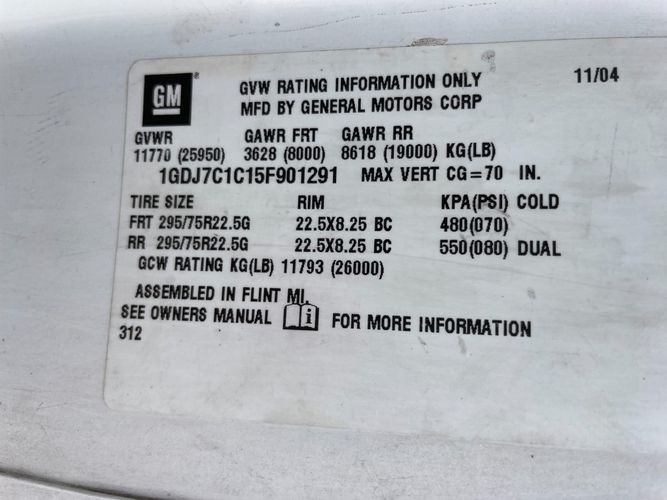 GM ® GVW RATING INFORMATION ONLY 11/04
MFD BY GENERAL MOTORS CORP
GVWR GAWR FRT GAWR RR
11770 (25950) 3628 (8000) 8618 (19000) KG(LB)
1GDJ7C1C15F901291 MAX VERT CG=70 IN.
TIRE SIZE RIM KPA(PSI) COLD
FRT 295/75R22.5G 22.5X8.25 BC 480(070)
RR 295/75R22.5G 22.5X8.25 BC 550(080) DUAL
GCW RATING KG(LB) 11793 (26000)
ASSEMBLED IN FLINT MI.
SEE OWNERS MANUAL i FOR MORE INFORMATION
312